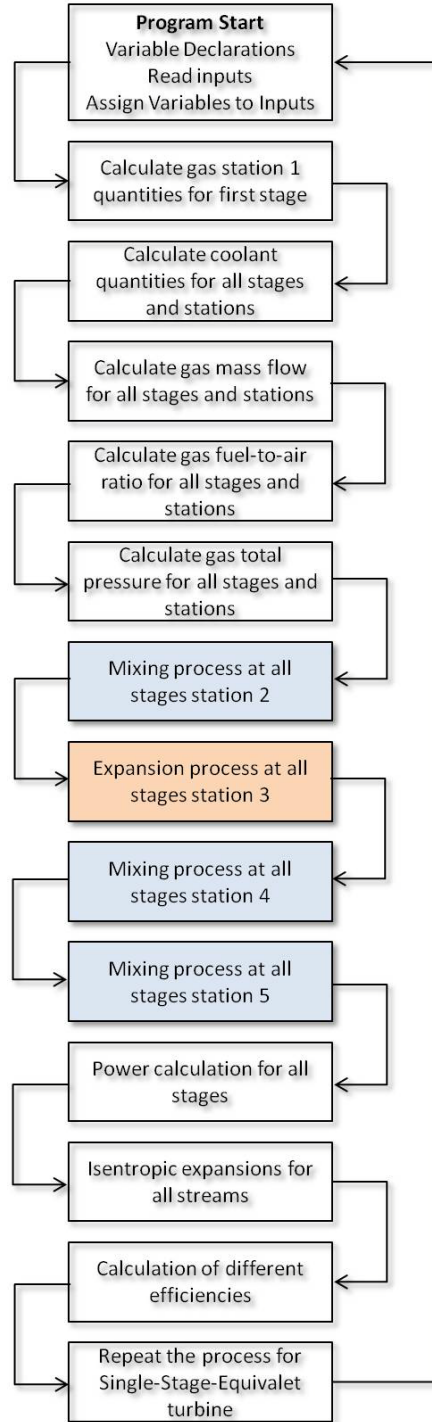 Program Start
Variable Declarations
Read inputs
Assign Variables to Inputs
Calculate gas station 1
quantities for first stage
Calculate coolant
quantities for all stages
and stations
Calculate gas mass flow
for all stages and stations
Calculate gas fuel-to-air
ratio for all stages and
stations
Calculate gas total
pressure for all stages and
stations
Mixing process at all
stages station 2
Expansion process at all
stages station 3
Mixing process at all
stages station 4
Mixing process at all
stages station 5
Power calculation for all
stages
Isentropic expansions for
all streams
Calculation of different
efficiencies
Repeat the process for
Single-Stage-Equivalet
turbine